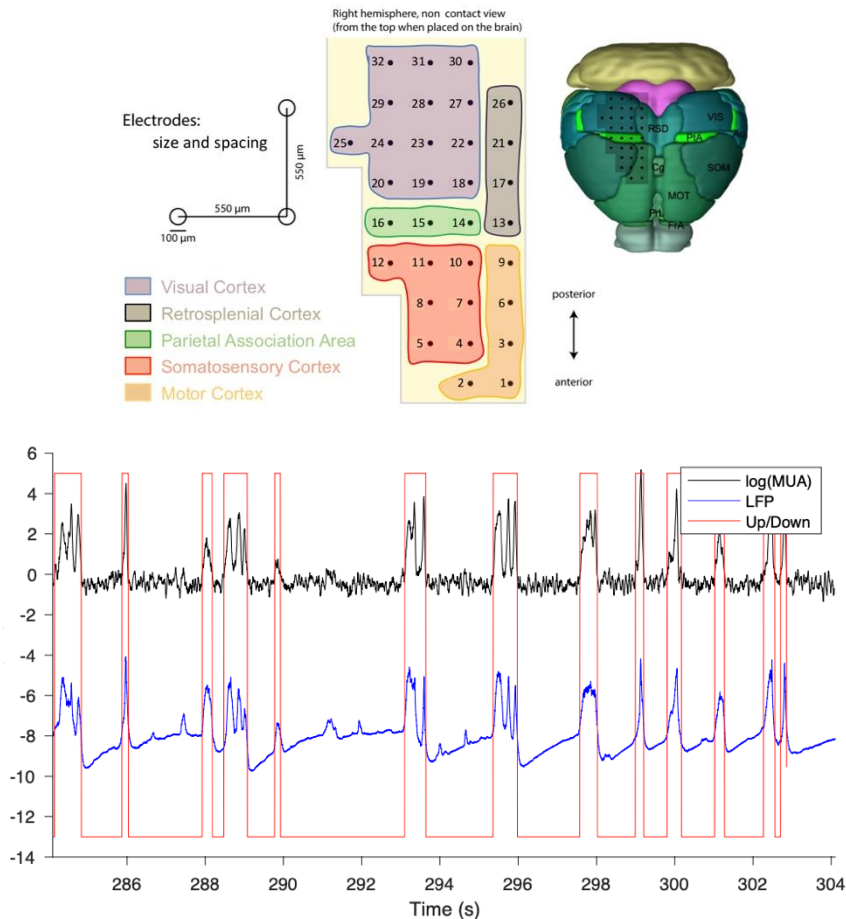 Right hemisphere, non contact view
(from the top when placed on the brain)
Electrodes:
size and spacing
550 µm
550 µm
100 µm
32 31 30
29 28 27 26
25 24 23 22 21
20 19 18 17
16 15 14 13
12 11 10 9
8 7 6
5 4 3
2 1
Visual Cortex
Retrosplenial Cortex
Parietal Association Area
Somatosensory Cortex
Motor Cortex
posterior
anterior
VIS
RSD
PtA
Cg
SOM
MOT
PrL
FrA
6
4
2
0
-2
-4
-6
-8
-10
-12
-14
log(MUA)
LFP
Up/Down
286 288 290 292 294 296 298 300 302 304
Time (s)